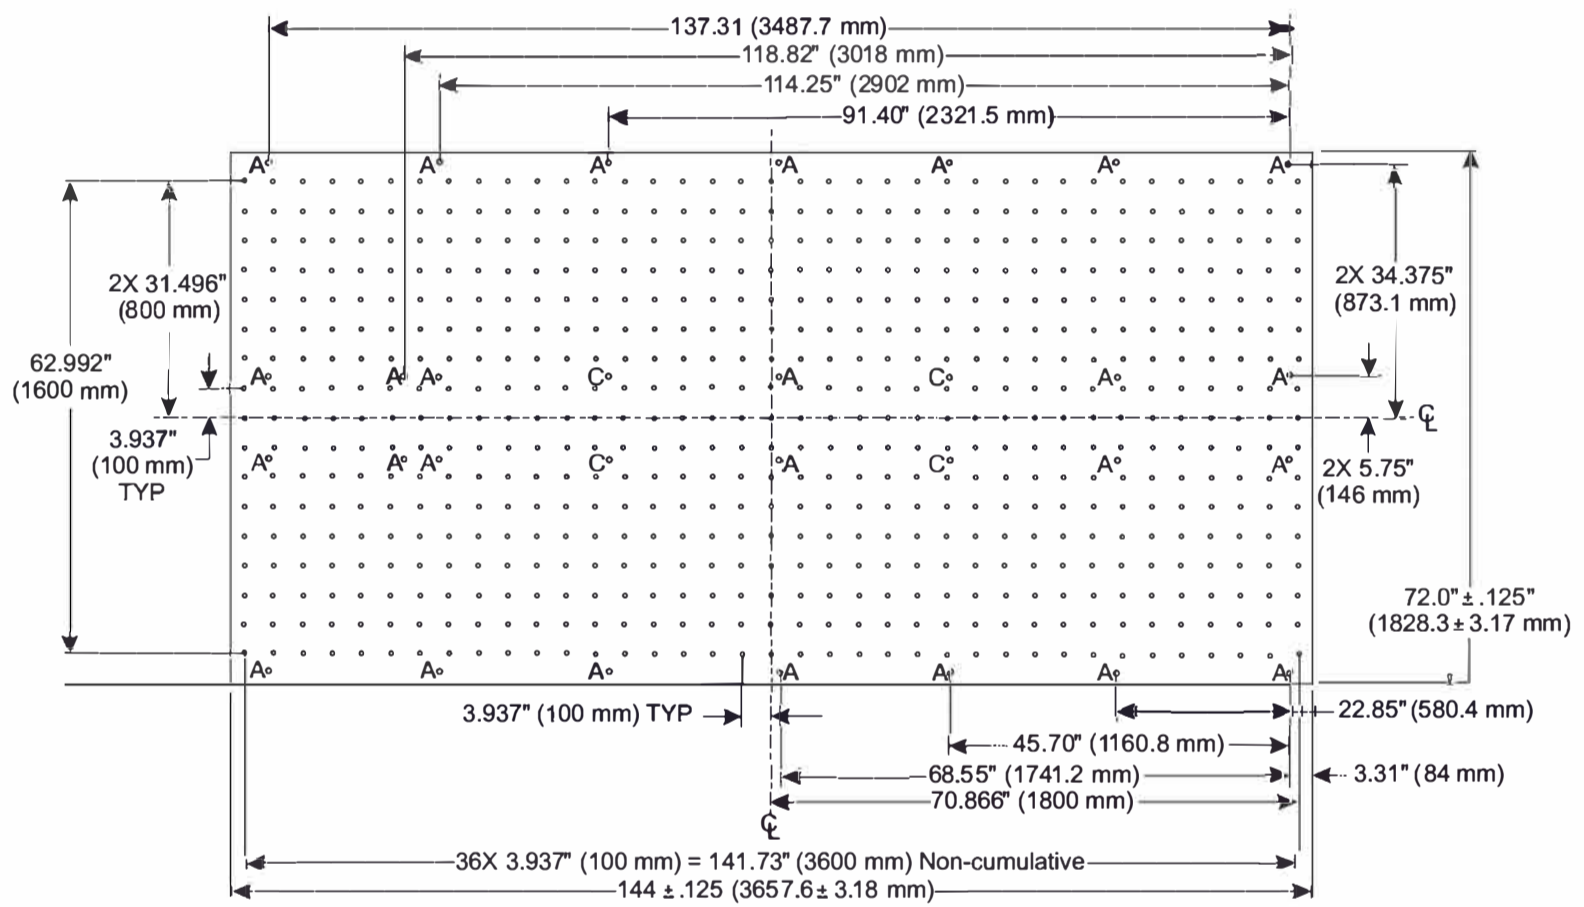 137.31 (3487.7 mm)
118.82" (3018 mm)
114.25" (2902 mm)
91.40" (2321.5 mm)
A A A A A A A
2X 31.496"
(800 mm)
2X 34.375"
(873.1 mm)
62.992"
(1600 mm)
A A A C A C A A
℄
3.937"
(100 mm)
TYP
A A A C A C A A
2X 5.75"
(146 mm)
72.0" ± .125"
(1828.3 ± 3.17 mm)
A A A A A A A
3.937" (100 mm) TYP
22.85" (580.4 mm)
45.70" (1160.8 mm)
68.55" (1741.2 mm)
3.31" (84 mm)
70.866" (1800 mm)
℄
36X 3.937" (100 mm) = 141.73" (3600 mm) Non-cumulative
144 ± .125 (3657.6 ± 3.18 mm)